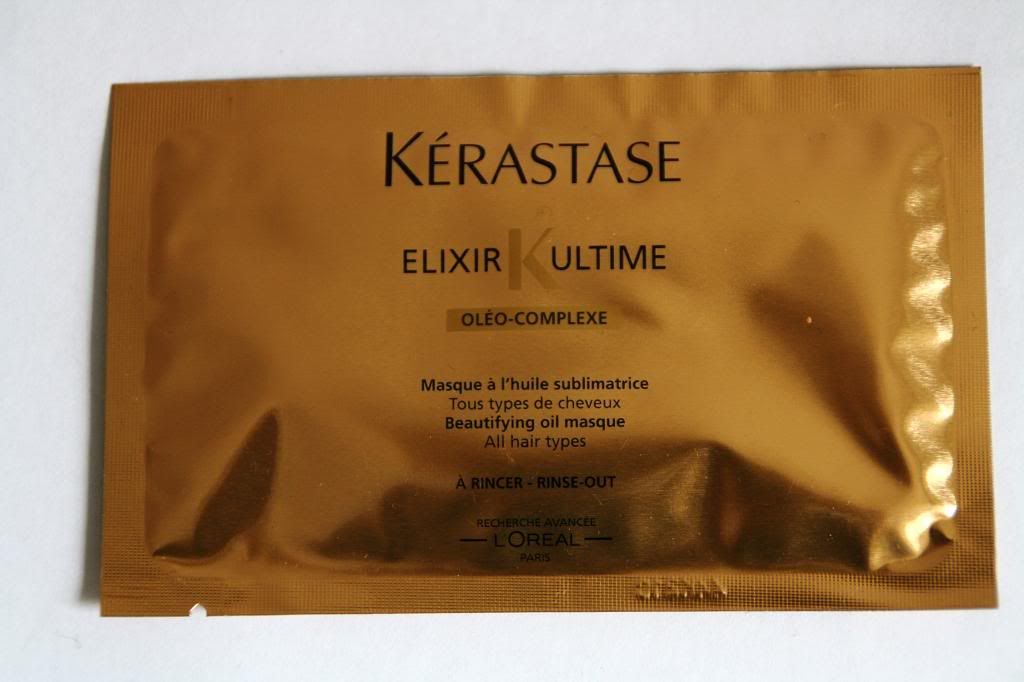 KÉRASTASE
ELIXIR K ULTIME
OLÉO-COMPLEXE
Masque à l'huile sublimatrice
Tous types de cheveux
Beautifying oil masque
All hair types
À RINCER - RINSE-OUT
RECHERCHE AVANCÉE
L'ORÉAL
PARIS